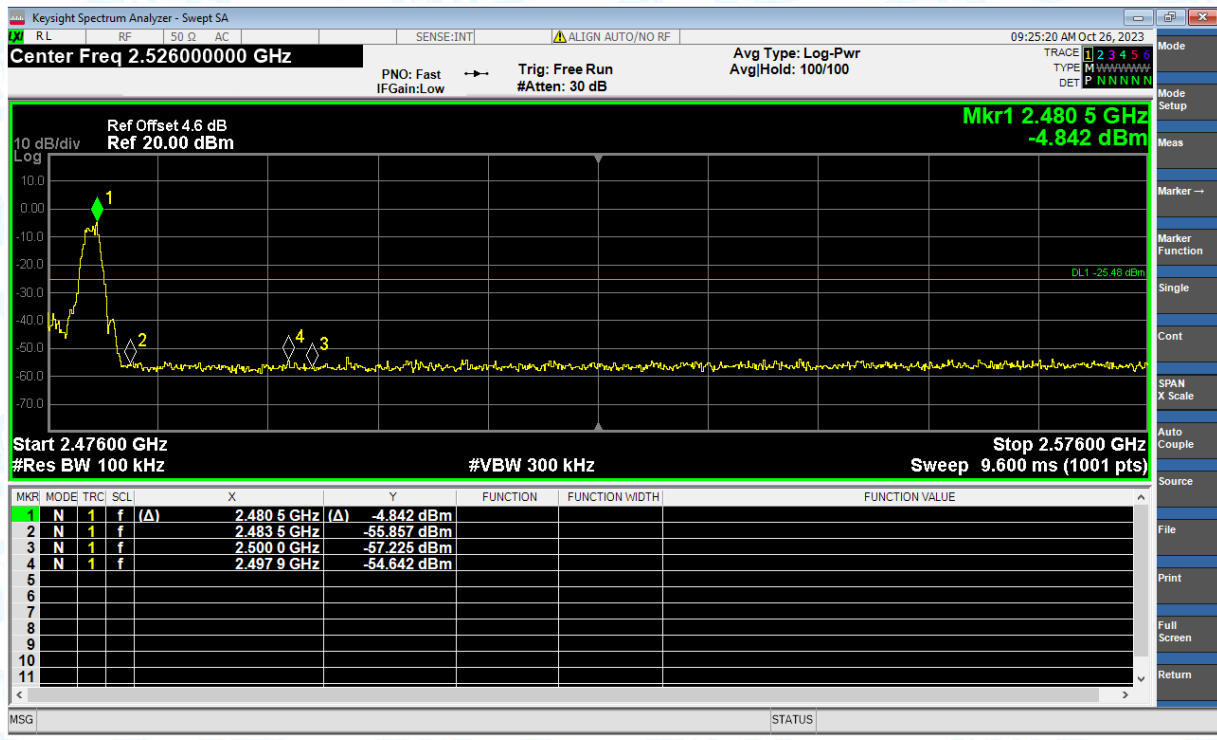 Keysight Spectrum Analyzer - Swept SA
LXI RL RF 50 Ω AC SENSE:INT ALIGN AUTO/NO RF 09:25:20 AM Oct 26, 2023
Center Freq 2.526000000 GHz
PNO: Fast
IFGain:Low
Trig: Free Run
#Atten: 30 dB
Avg Type: Log-Pwr
Avg|Hold: 100/100
TRACE 1 2 3 4 5 6
TYPE M WWWWW
DET P N N N N N
Ref Offset 4.6 dB
10 dB/div Ref 20.00 dBm
Log
Mkr1 2.480 5 GHz
-4.842 dBm
10.0
0.00
-10.0
-20.0
-30.0
-40.0
-50.0
-60.0
-70.0
1
2
4
3
DL1 -25.48 dBm
Start 2.47600 GHz Stop 2.57600 GHz
#Res BW 100 kHz #VBW 300 kHz Sweep 9.600 ms (1001 pts)
MKR MODE TRC SCL X Y FUNCTION FUNCTION WIDTH FUNCTION VALUE
1 N 1 f (Δ) 2.480 5 GHz (Δ) -4.842 dBm
2 N 1 f 2.483 5 GHz -55.857 dBm
3 N 1 f 2.500 0 GHz -57.225 dBm
4 N 1 f 2.497 9 GHz -54.642 dBm
5
6
7
8
9
10
11
MSG STATUS
Mode
Mode
Setup
Meas
Marker →
Marker
Function
Single
Cont
SPAN
X Scale
Auto
Couple
Source
File
Print
Full
Screen
Return